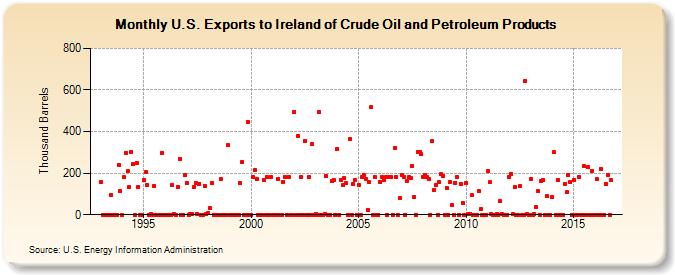 Monthly U.S. Exports to Ireland of Crude Oil and Petroleum Products
Thousand Barrels
800
600
400
200
0
1995 2000 2005 2010 2015
Source: U.S. Energy Information Administration